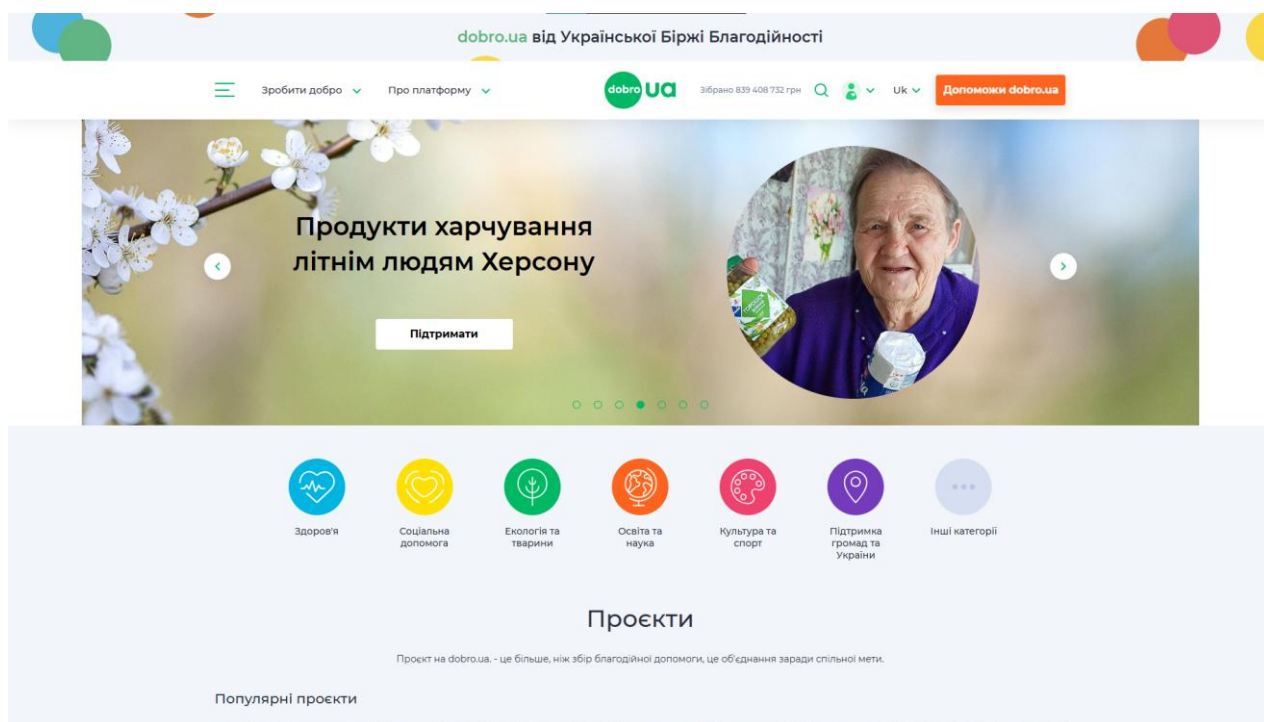 dobro.ua від Української Біржі Благодійності
Зробити добро
Про платформу
dobro ua
Зібрано 839 408 732 грн
Uk
Допоможи dobro.ua
Продукти харчування
літнім людям Херсону
Підтримати
Здоров'я
Соціальна
допомога
Екологія та
тварини
Освіта та
наука
Культура та
спорт
Підтримка
громад та
України
Інші категорії
Проєкти
Проєкт на dobro.ua. - це більше, ніж збір благодійної допомоги, це об'єднання заради спільної мети.
Популярні проєкти